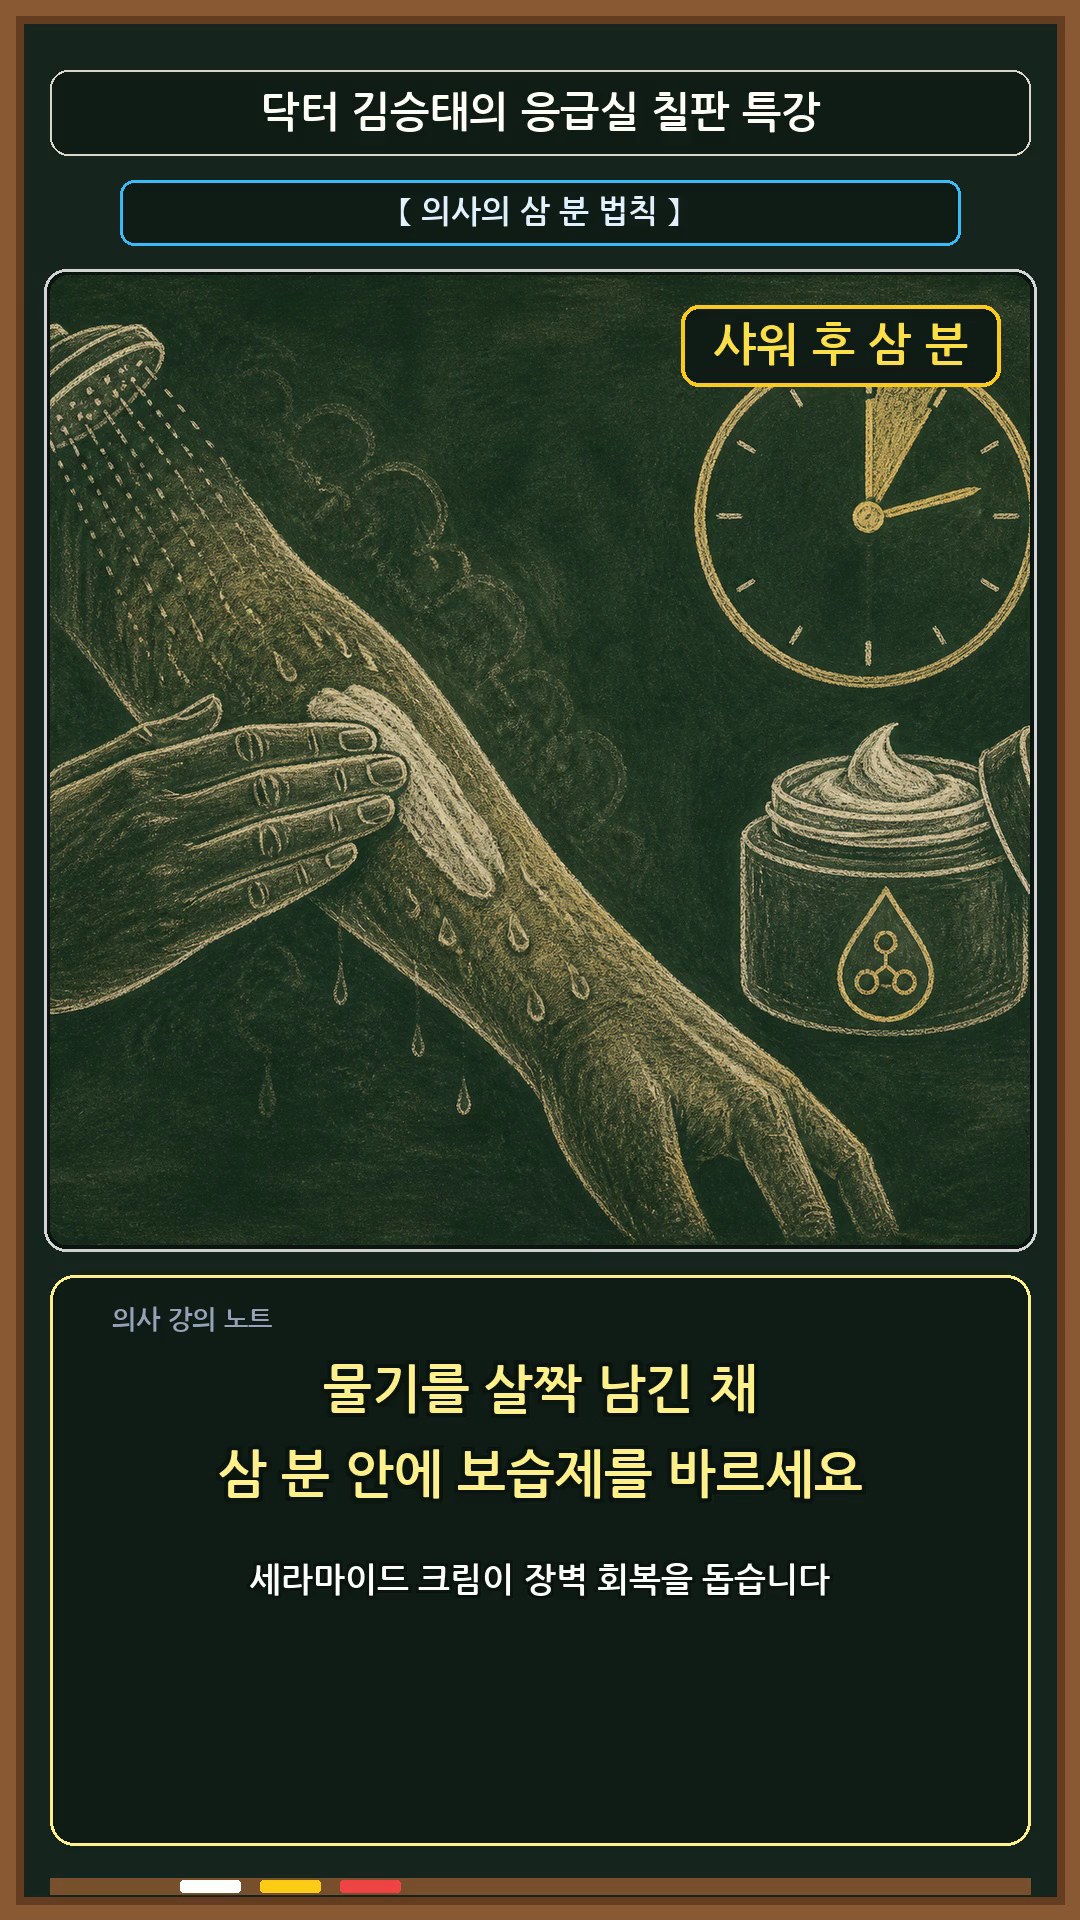 닥터 김승태의 응급실 칠판 특강
【 의사의 삼 분 법칙 】
샤워 후 삼 분
의사 강의 노트
물기를 살짝 남긴 채
삼 분 안에 보습제를 바르세요
세라마이드 크림이 장벽 회복을 돕습니다